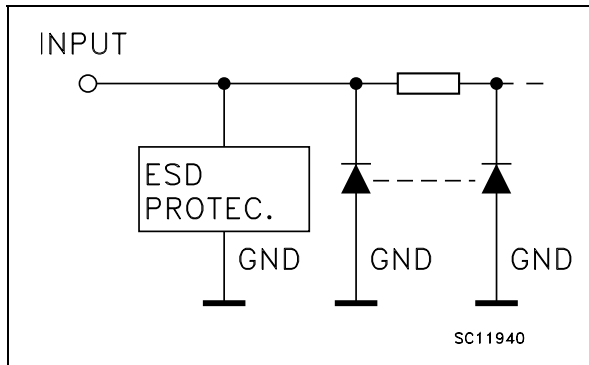 INPUT
ESD
PROTEC.
GND
GND
GND
SC11940